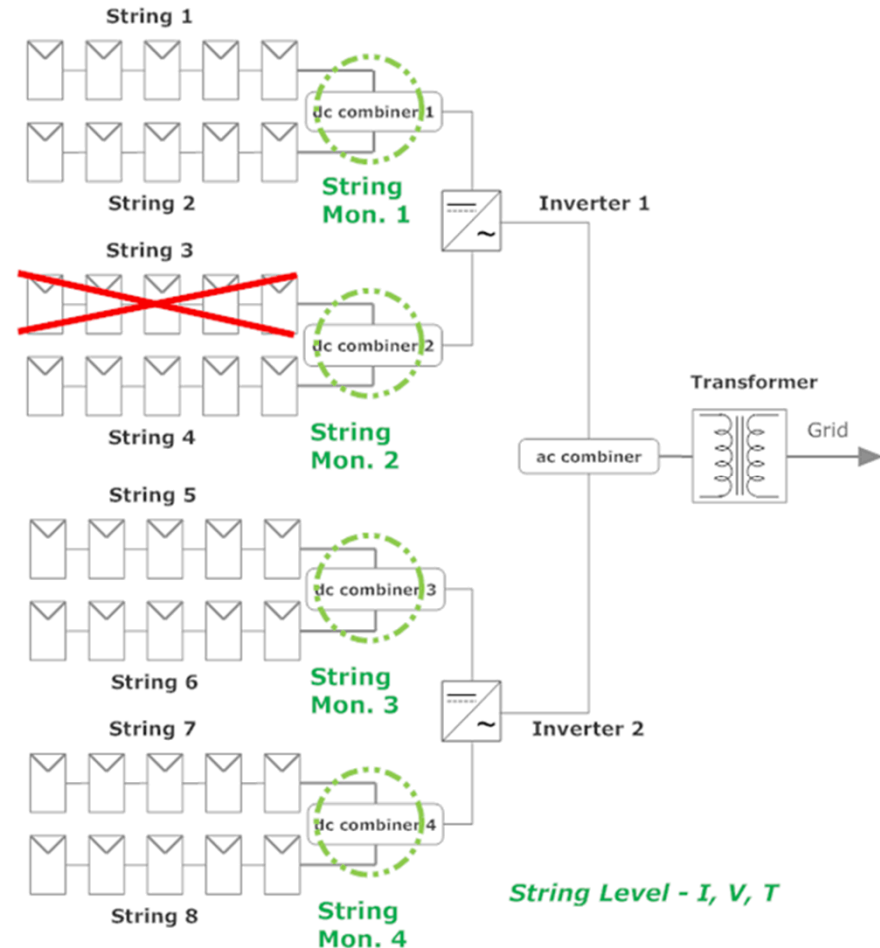 String 1
dc combiner 1
String
Mon. 1
String 2
Inverter 1
String 3
dc combiner 2
String
Mon. 2
String 4
Transformer
ac combiner
Grid
String 5
dc combiner 3
String
Mon. 3
String 6
Inverter 2
String 7
dc combiner 4
String
Mon. 4
String 8
String Level - I, V, T